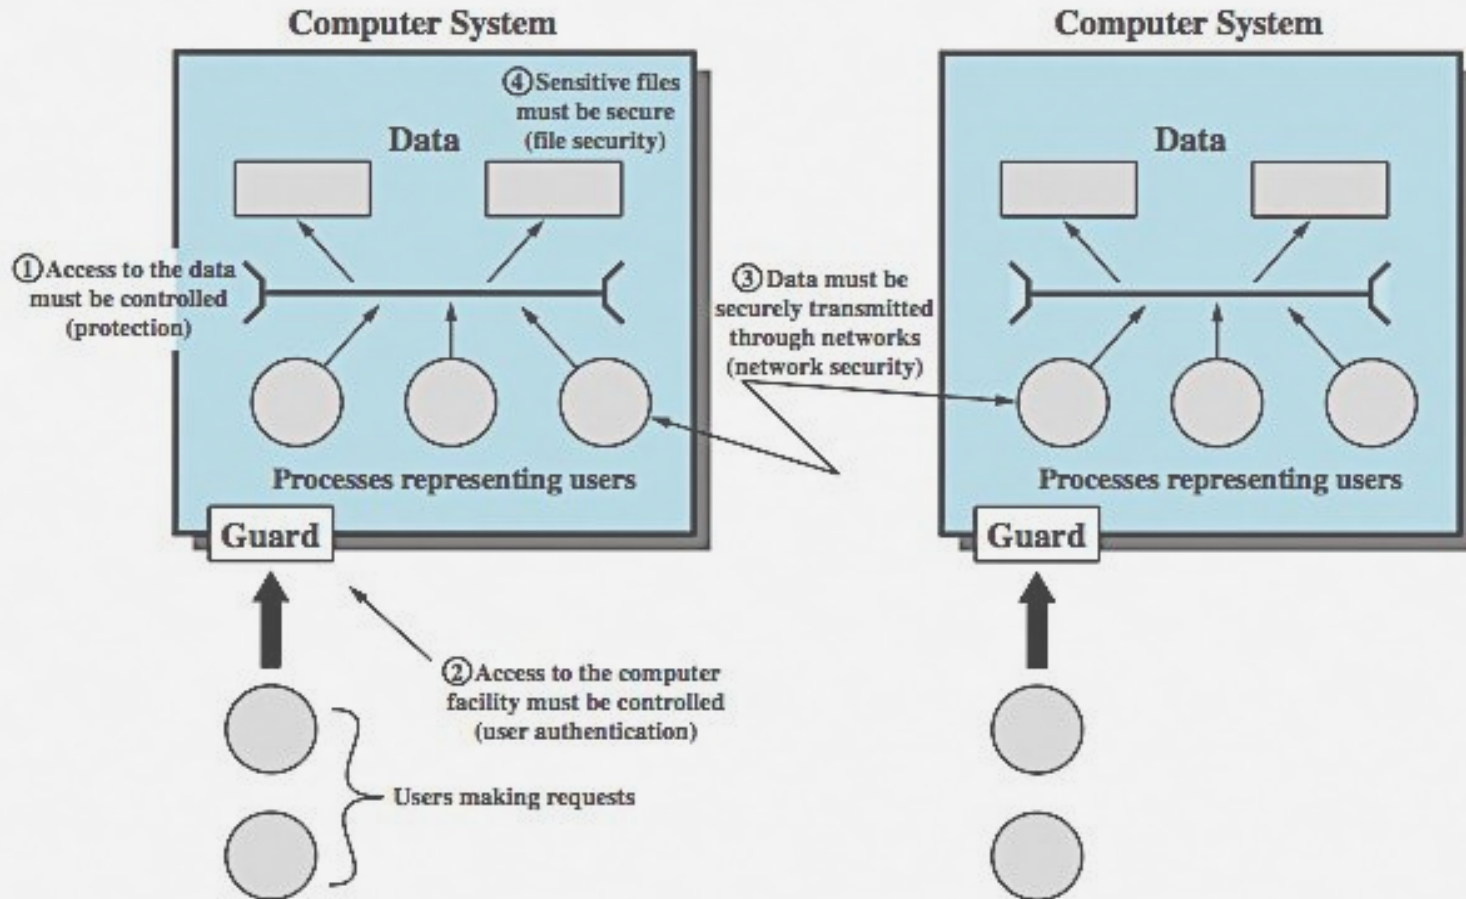 Computer System
④Sensitive files
must be secure
(file security)
Data
①Access to the data
must be controlled
(protection)
Processes representing users
Guard
②Access to the computer
facility must be controlled
(user authentication)
Users making requests
③Data must be
securely transmitted
through networks
(network security)
Computer System
Data
Processes representing users
Guard